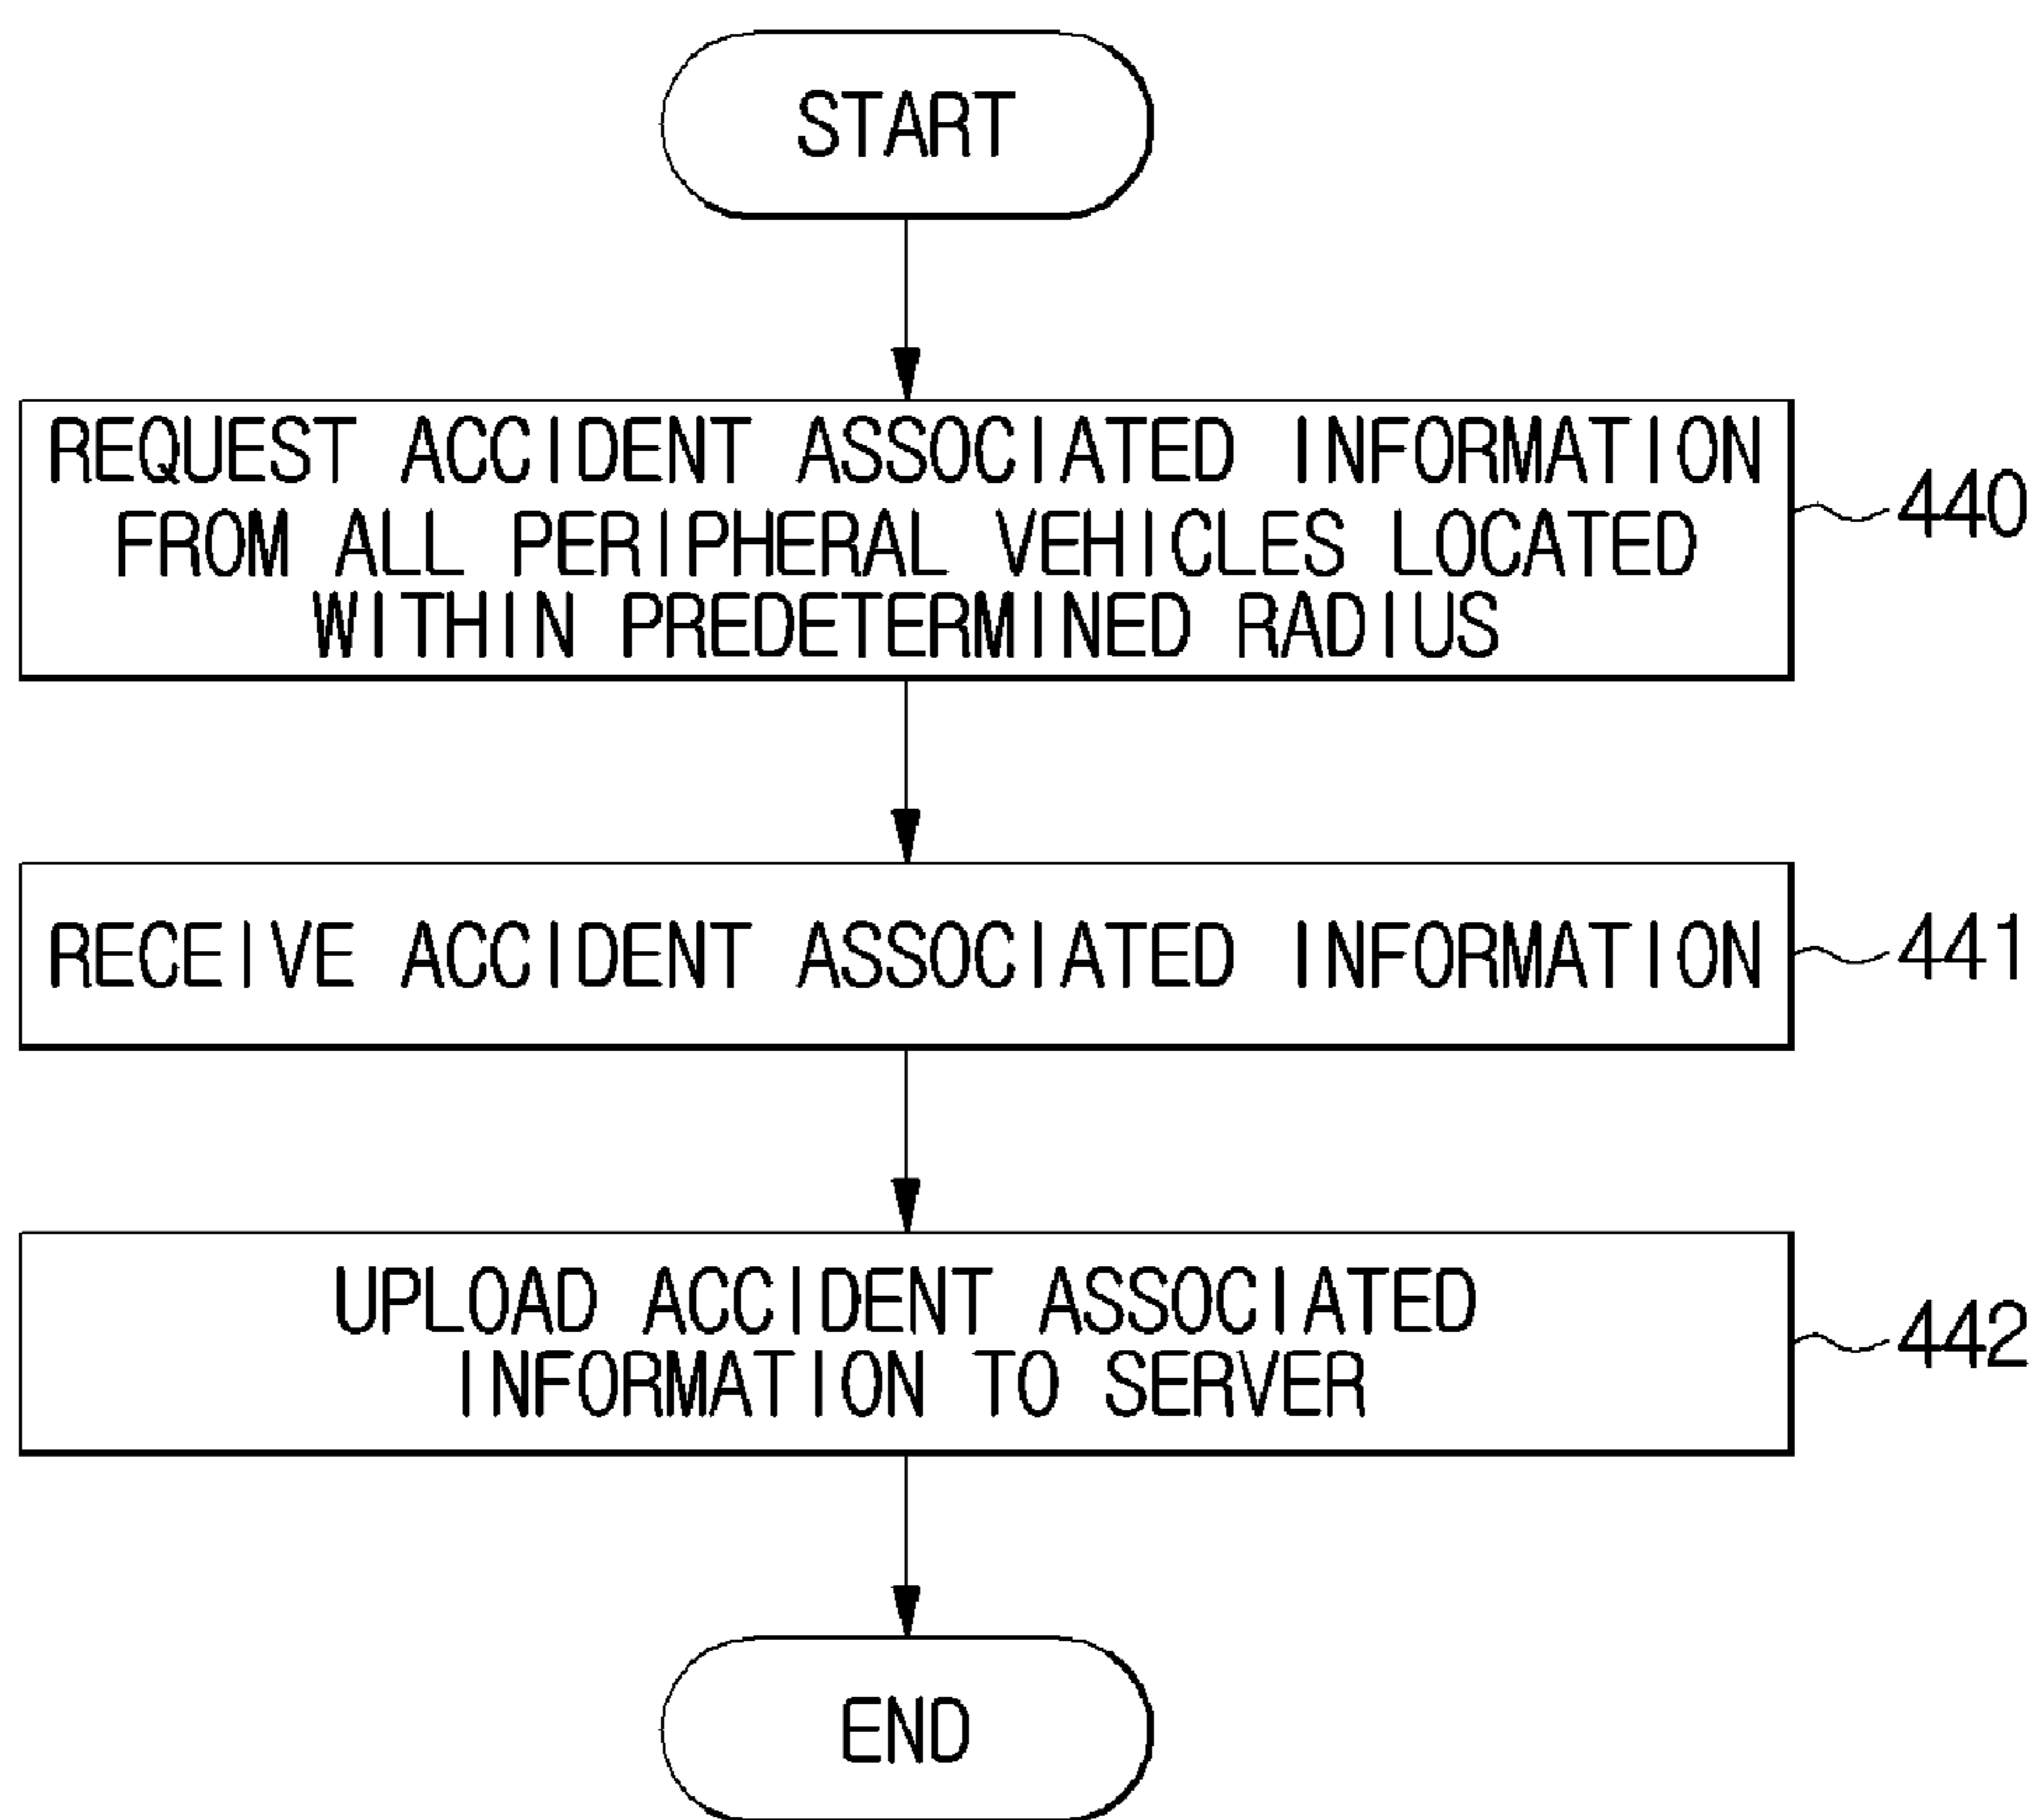 START
REQUEST ACCIDENT ASSOCIATED INFORMATION
FROM ALL PERIPHERAL VEHICLES LOCATED
WITHIN PREDETERMINED RADIUS
440
RECEIVE ACCIDENT ASSOCIATED INFORMATION
441
UPLOAD ACCIDENT ASSOCIATED
INFORMATION TO SERVER
442
END